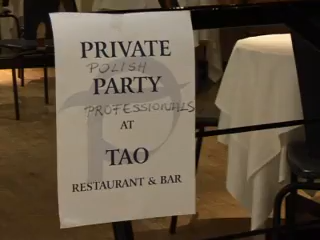 PRIVATE
POLISH
PARTY
PROFESSIONALS
AT
TAO
RESTAURANT & BAR